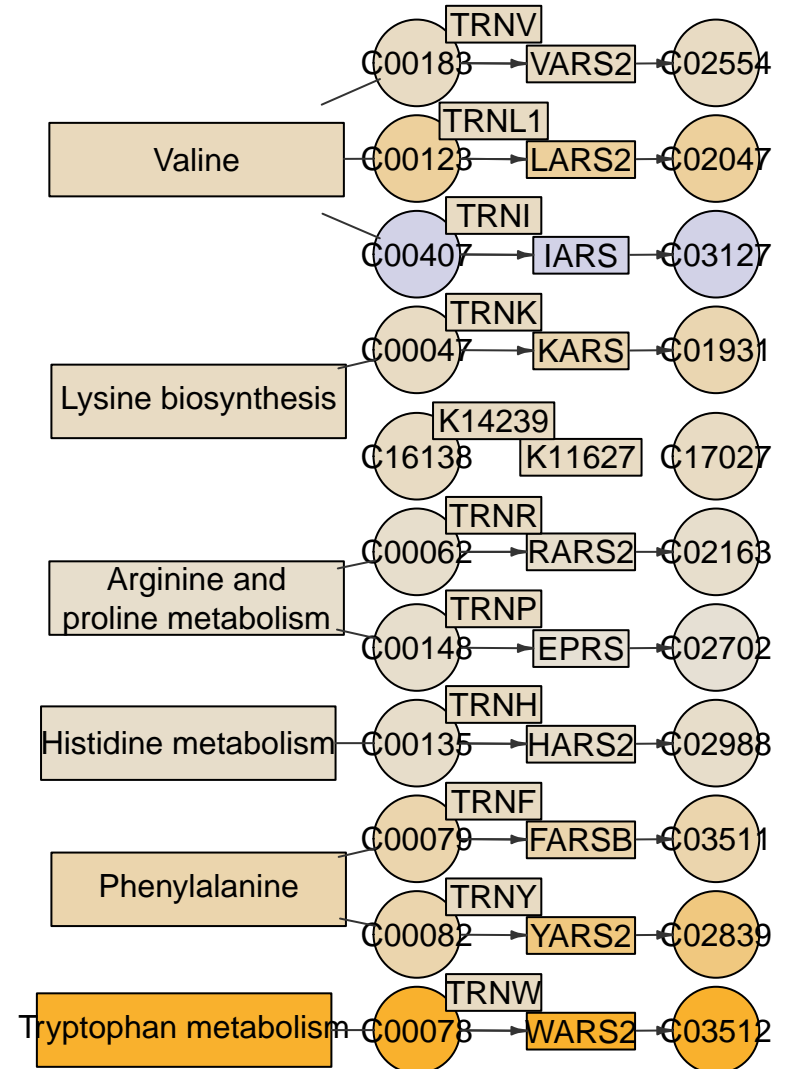 TRNV
C00183 VARS2 C02554
TRNL1
Valine C00123 LARS2 C02047
TRNI
C00407 IARS C03127
TRNK
C00047 KARS C01931
Lysine biosynthesis
K14239
C16138 K11627 C17027
TRNR
C00062 RARS2 C02163
Arginine and
proline metabolism
TRNP
C00148 EPRS C02702
TRNH
Histidine metabolism C00135 HARS2 C02988
TRNF
C00079 FARSB C03511
Phenylalanine
TRNY
C00082 YARS2 C02839
TRNW
Tryptophan metabolism C00078 WARS2 C03512